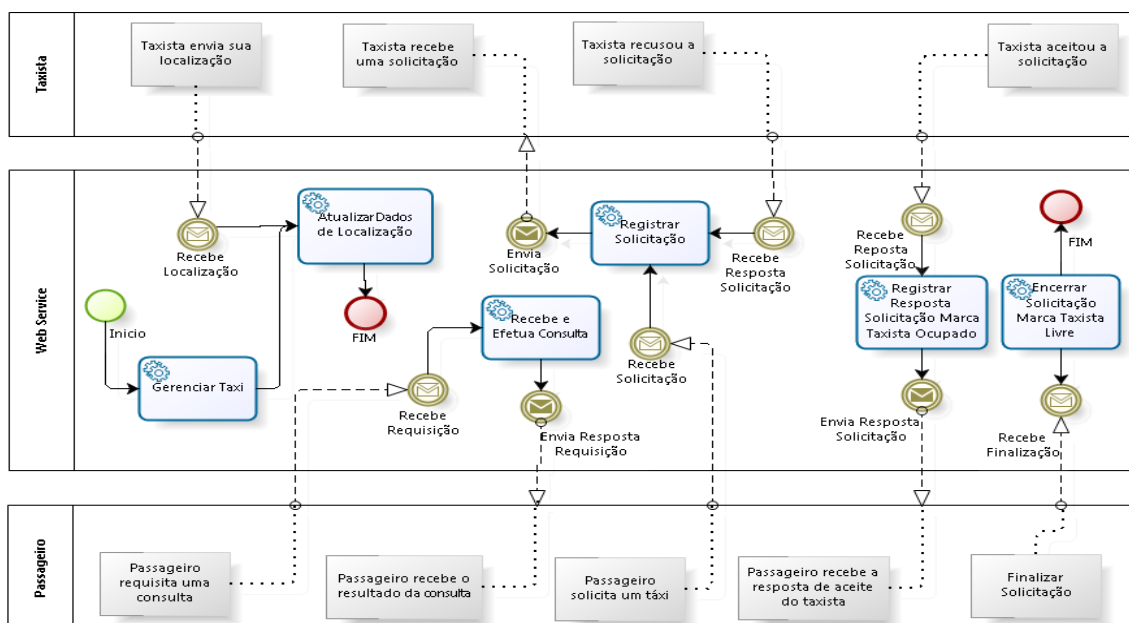 Taxista
Taxista envia sua
localização
Taxista recebe
uma solicitação
Taxista recusou a
solicitação
Taxista aceitou a
solicitação
Web Service
Recebe
Localização
AtualizarDados
de Localização
FIM
Inicio
Gerenciar Taxi
Envia
Solicitação
Registrar
Solicitação
Recebe
Resposta
Solicitação
Recebe e
Efetua Consulta
Recebe
Solicitação
Recebe
Requisição
Envia Resposta
Requisição
Recebe
Reposta
Solicitação
Registrar
Resposta
Solicitação Marca
Taxista Ocupado
Envia Resposta
Solicitação
FIM
Encerrar
Solicitação
Marca Taxista
Livre
Recebe
Finalização
Passageiro
Passageiro
requisita uma
consulta
Passageiro recebe o
resultado da consulta
Passageiro
solicita um táxi
Passageiro recebe a
resposta de aceite
do taxista
Finalizar
Solicitação